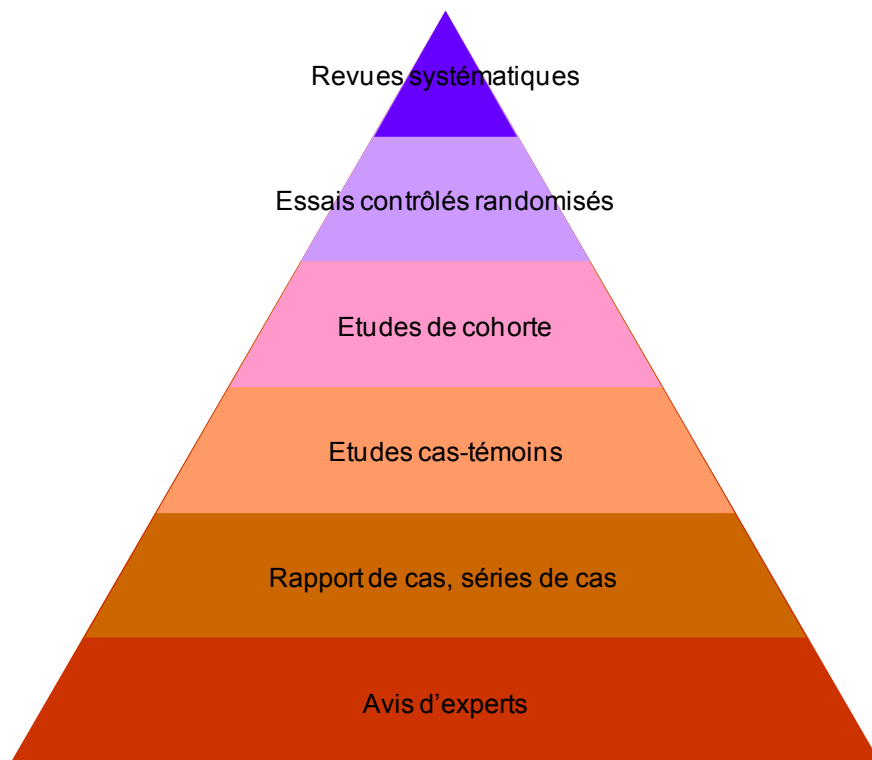 Revues systématiques
Essais contrôlés randomisés
Etudes de cohorte
Etudes cas-témoins
Rapport de cas, séries de cas
Avis d’experts